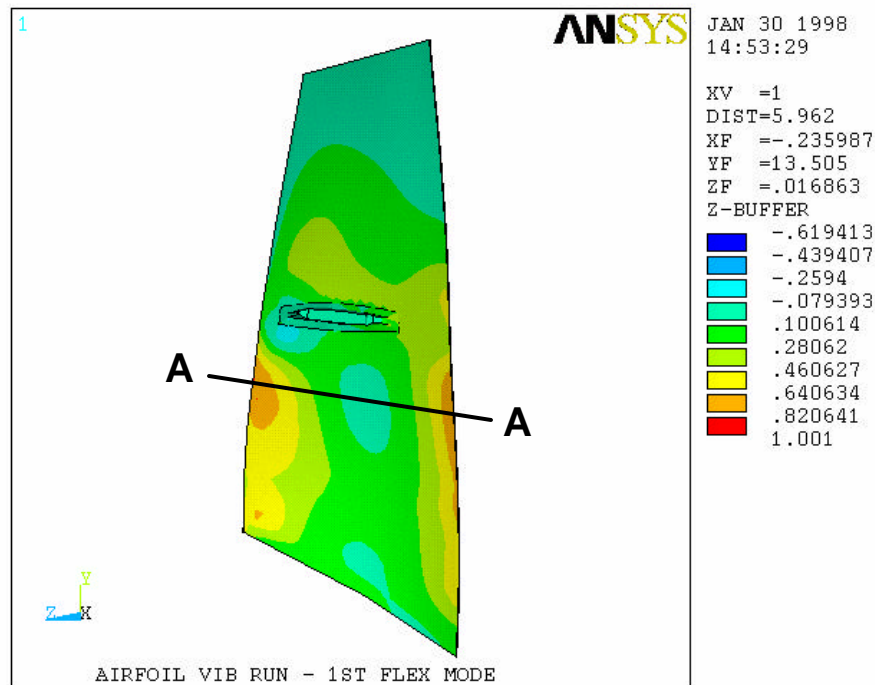 1
ANSYS
JAN 30 1998
14:53:29
XV =1
DIST=5.962
XF =-.235987
YF =13.505
ZF =.016863
Z-BUFFER
-.619413
-.439407
-.2594
-.079393
.100614
.28062
.460627
.640634
.820641
1.001
A
A
Y
Z
X
AIRFOIL VIB RUN - 1ST FLEX MODE